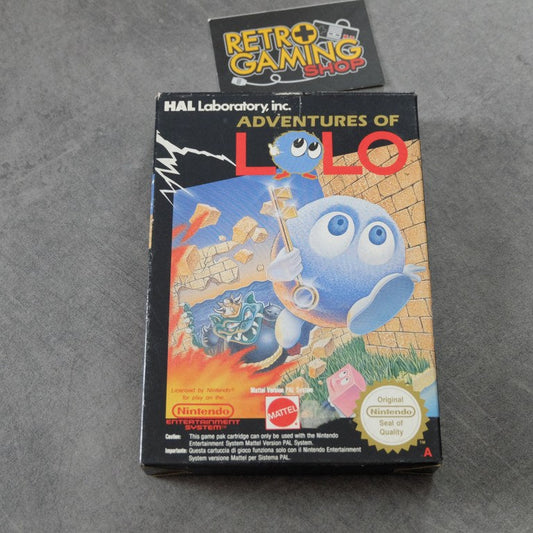 RETRO
GAMING
SHOP
HAL Laboratory, inc.
ADVENTURES OF
LOLO
Licensed by Nintendo®
for play on the
Nintendo
ENTERTAINMENT
SYSTEM™
Mattel Version PAL System
MATTEL
Original
Nintendo
Seal of
Quality
TM
Caution: This game pak cartridge can only be used with the Nintendo
Entertainment System Mattel Version PAL System.
Importante: Questa cartuccia di gioco funziona solo con il Nintendo Entertainment
System versione Mattel per Sistema PAL.
A